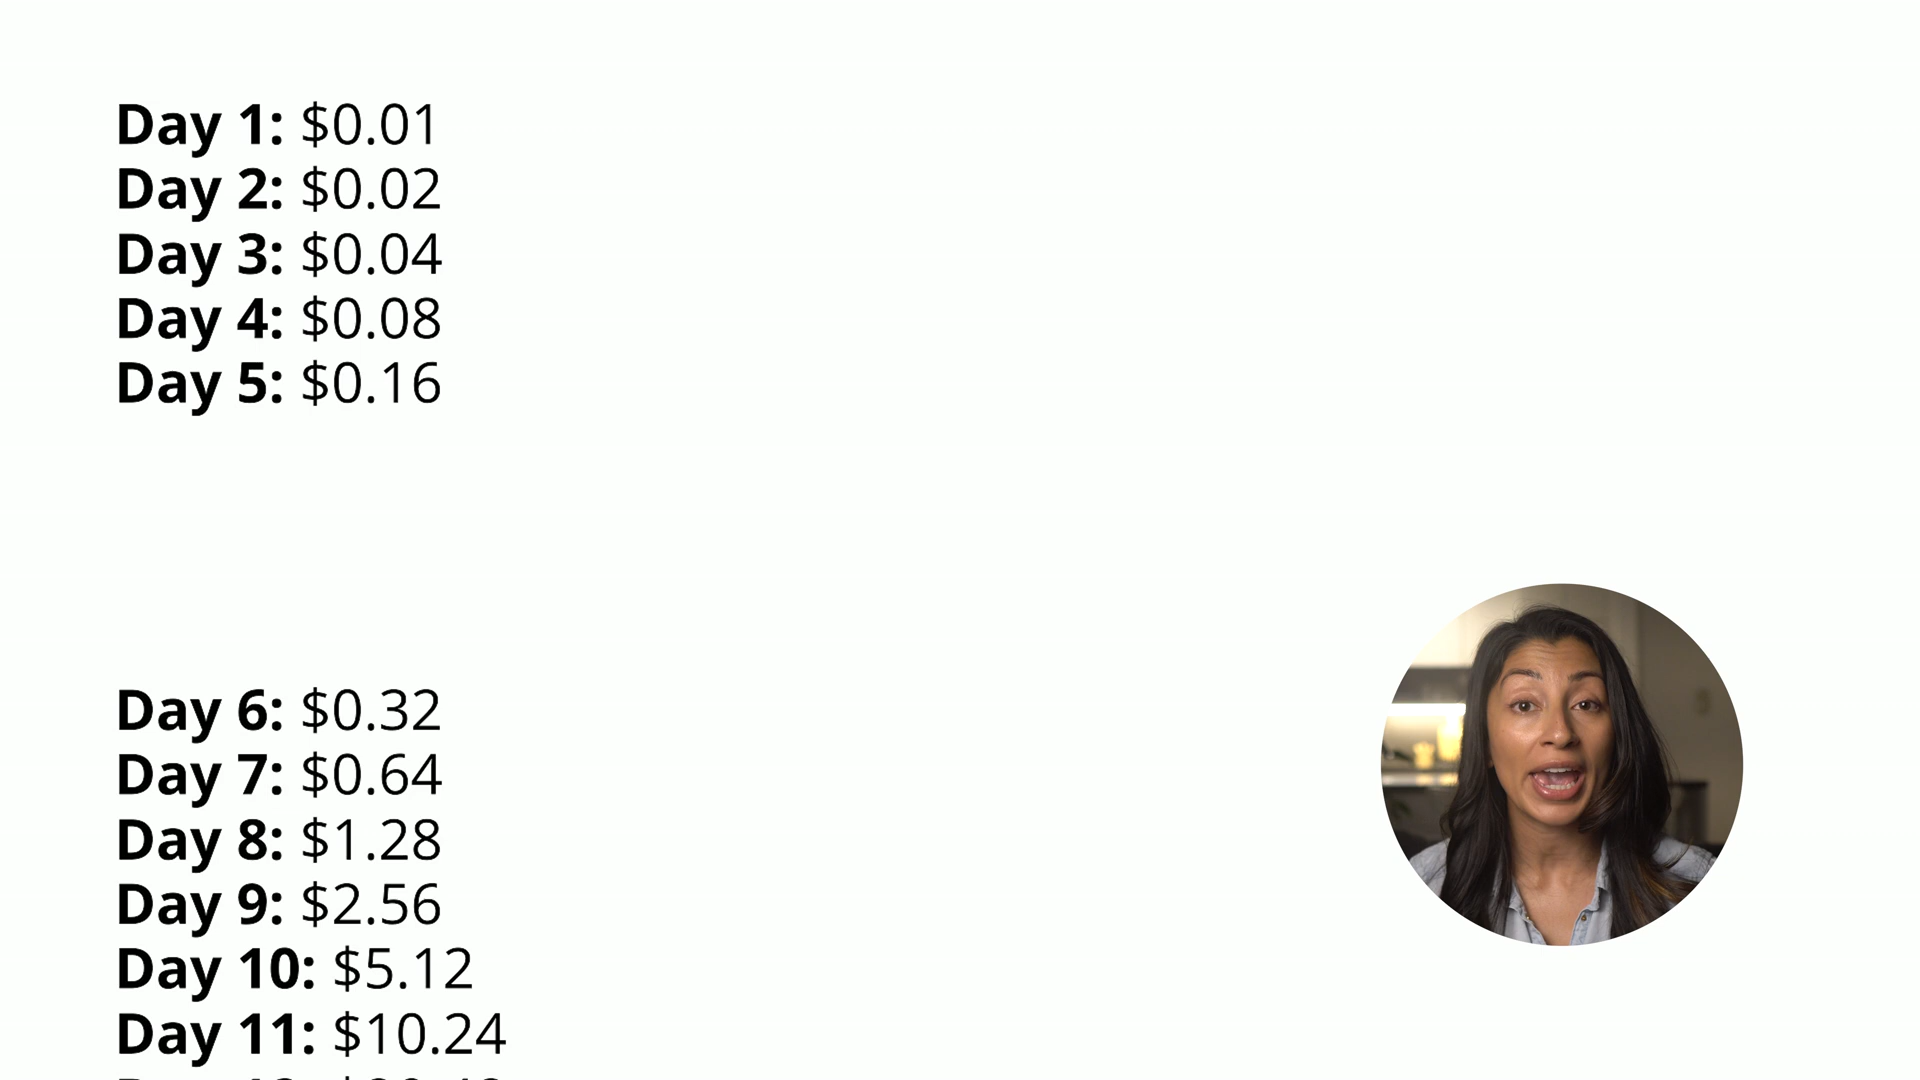 Day 1: $0.01
Day 2: $0.02
Day 3: $0.04
Day 4: $0.08
Day 5: $0.16
Day 6: $0.32
Day 7: $0.64
Day 8: $1.28
Day 9: $2.56
Day 10: $5.12
Day 11: $10.24